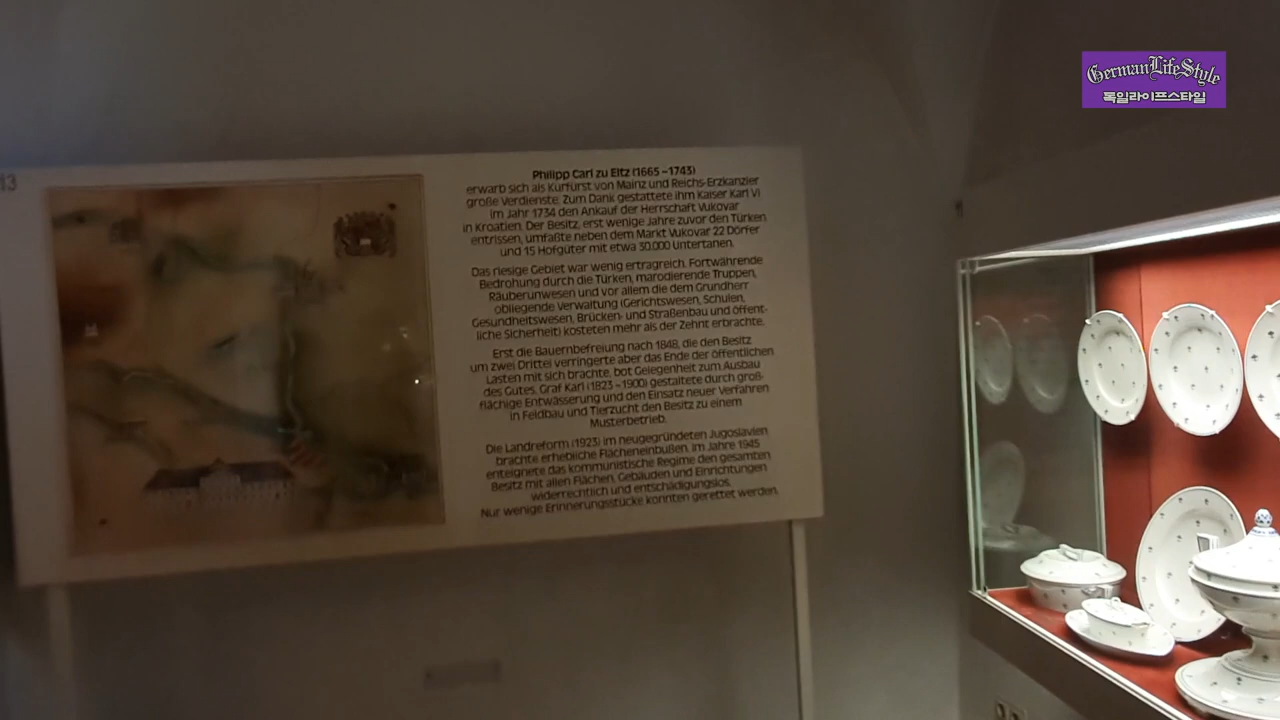 GermanLifeStyle
독일라이프스타일
13
Philipp Carl zu Eltz (1665 – 1743)
erwarb sich als Kurfürst von Mainz und Reichs-Erzkanzler
große Verdienste. Zum Dank gestattete ihm Kaiser Karl VI
im Jahr 1734 den Ankauf der Herrschaft Vukovar
in Kroatien. Der Besitz, erst wenige Jahre zuvor den Türken
entrissen, umfaßte neben dem Markt Vukovar 22 Dörfer
und 15 Hofgüter mit etwa 30.000 Untertanen.
Das riesige Gebiet war wenig ertragreich. Fortwährende
Bedrohung durch die Türken, marodierende Truppen,
Räuberunwesen und vor allem die dem Grundherr
obliegende Verwaltung (Gerichtswesen, Schulen,
Gesundheitswesen, Brücken- und Straßenbau und öffent-
liche Sicherheit) kosteten mehr als der Zehnt erbrachte.
Erst die Bauernbefreiung nach 1848, die den Besitz
um zwei Drittel verringerte aber das Ende der öffentlichen
Lasten mit sich brachte, bot Gelegenheit zum Ausbau
des Gutes. Graf Karl (1823 – 1900) gestaltete durch groß-
flächige Entwässerung und den Einsatz neuer Verfahren
in Feldbau und Tierzucht den Besitz zu einem
Musterbetrieb.
Die Landreform (1923) im neugegründeten Jugoslavien
brachte erhebliche Flächeneinbußen. Im Jahre 1945
enteignete das kommunistische Regime den gesamten
Besitz mit allen Flächen, Gebäuden und Einrichtungen
widerrechtlich und entschädigungslos.
Nur wenige Erinnerungsstücke konnten gerettet werden.